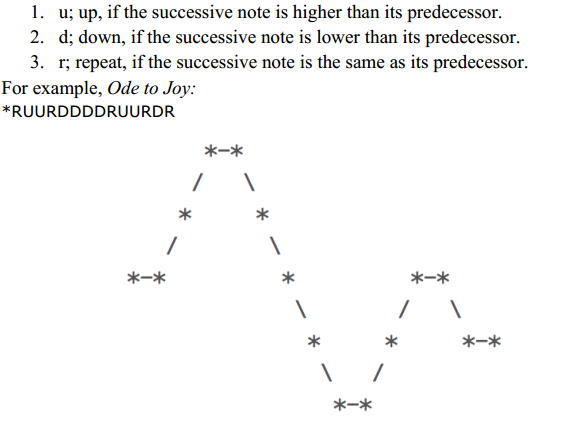 1. u; up, if the successive note is higher than its predecessor.
2. d; down, if the successive note is lower than its predecessor.
3. r; repeat, if the successive note is the same as its predecessor.
For example, Ode to Joy:
*RUURDDDDRUURDR
*-*
/ \
* *
/ \
*-* * *-*
\ / \
* * *-*
\ /
*-*